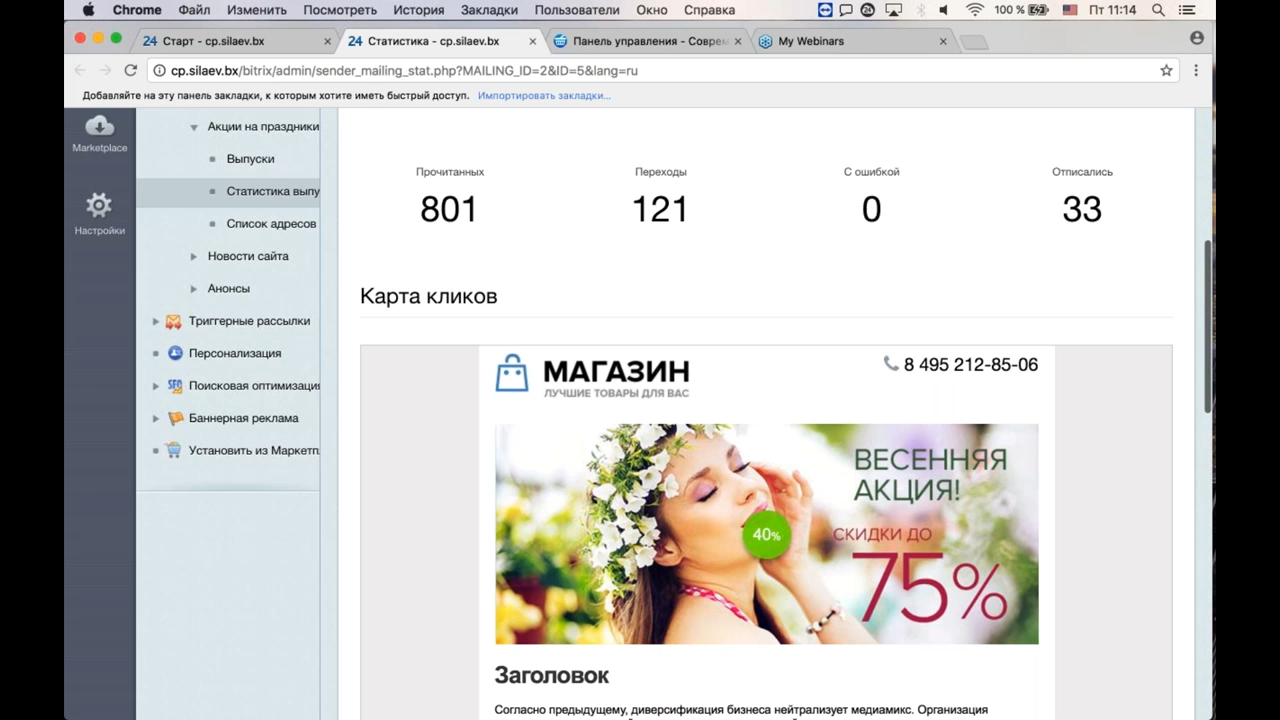 Chrome Файл Изменить Посмотреть История Закладки Пользователи Окно Справка 100 % Пт 11:14
24 Старт - cp.silaev.bx × 24 Статистика - cp.silaev.bx × Панель управления - Соврем × My Webinars ×
cp.silaev.bx/bitrix/admin/sender_mailing_stat.php?MAILING_ID=2&ID=5&lang=ru
Добавляйте на эту панель закладки, к которым хотите иметь быстрый доступ. Импортировать закладки...
Marketplace
Настройки
Акции на праздники
Выпуски
Статистика выпу
Список адресов
Новости сайта
Анонсы
Триггерные рассылки
Персонализация
SEO Поисковая оптимизация
Баннерная реклама
Установить из Маркетпл
Прочитанных Переходы С ошибкой Отписались
801 121 0 33
Карта кликов
МАГАЗИН
ЛУЧШИЕ ТОВАРЫ ДЛЯ ВАС
8 495 212-85-06
ВЕСЕННЯЯ
АКЦИЯ!
СКИДКИ ДО
75%
40%
Заголовок
Согласно предыдущему, диверсификация бизнеса нейтрализует медиамикс. Организация